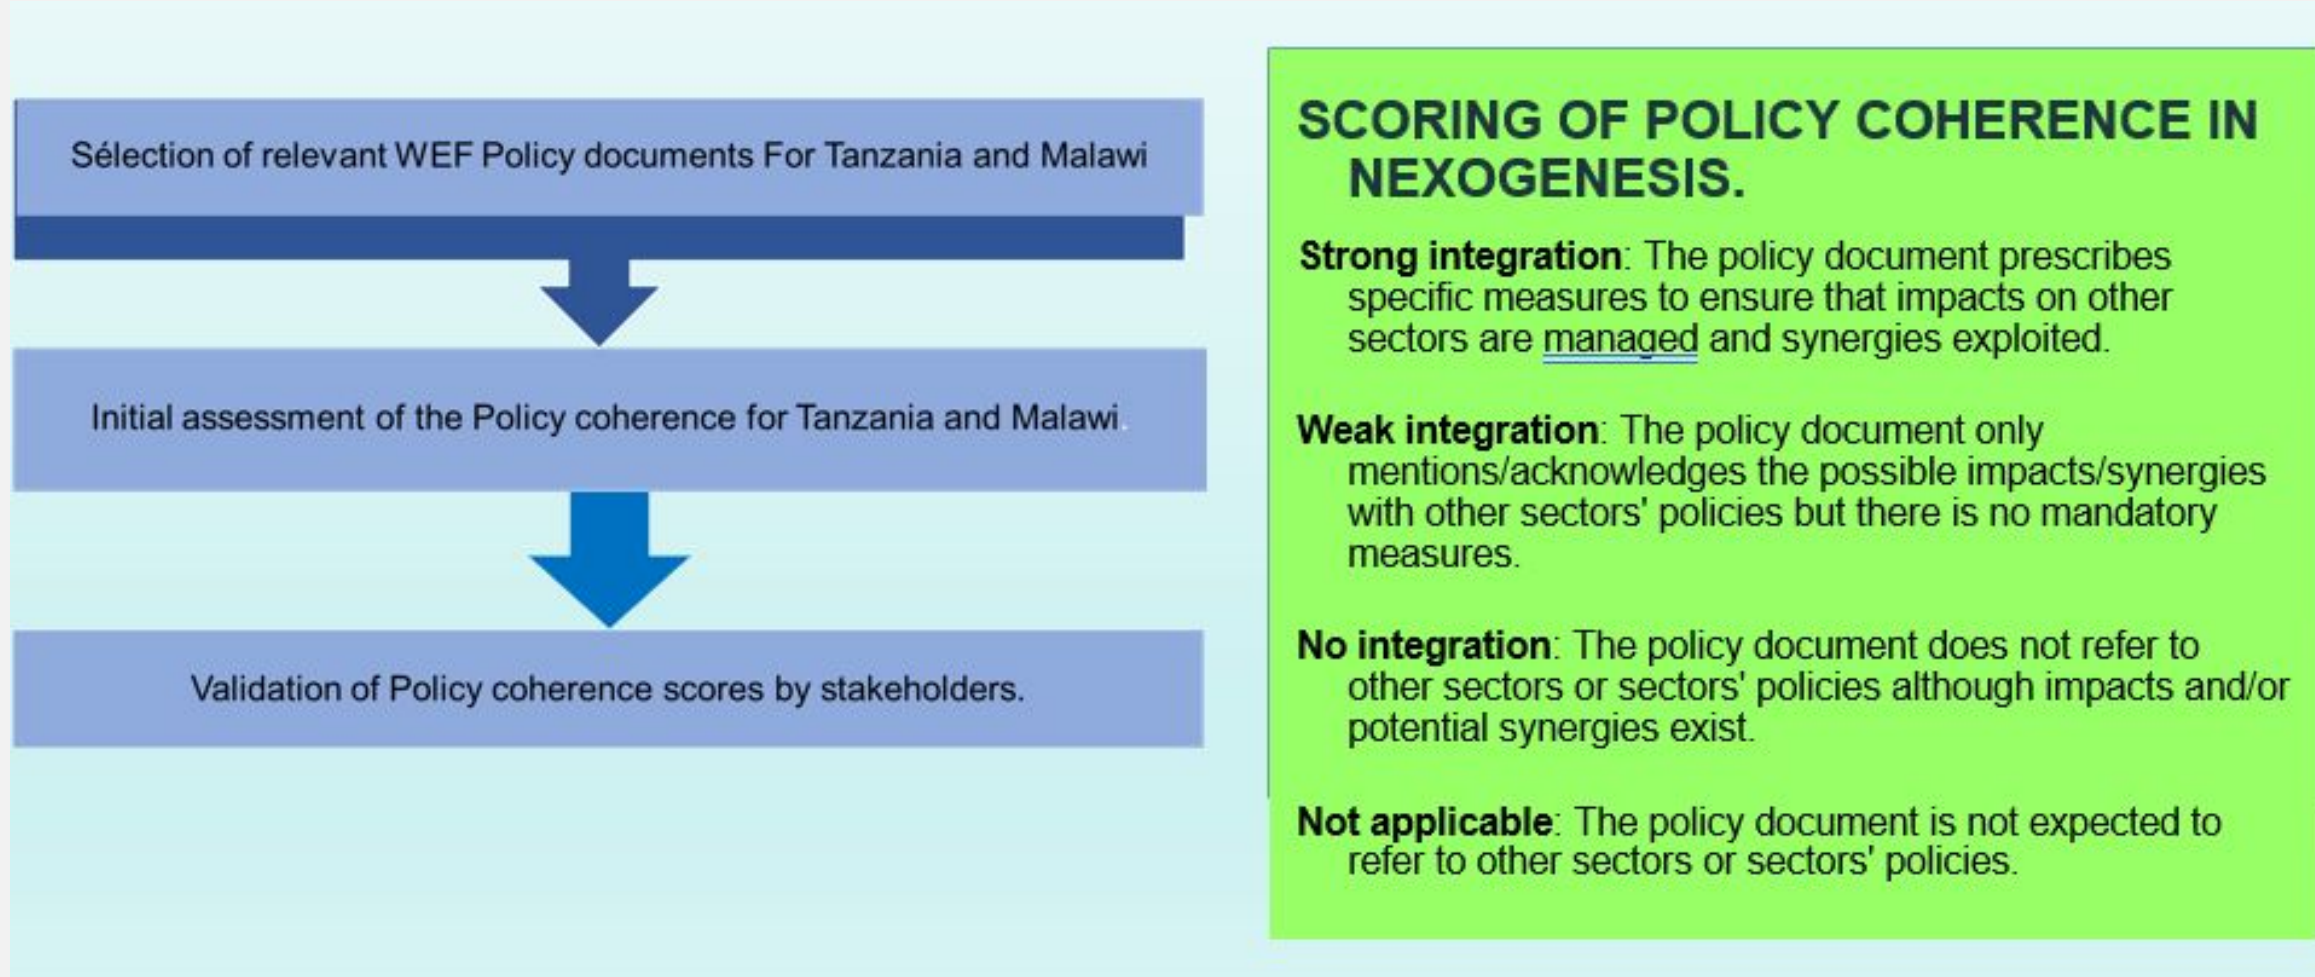 Sélection of relevant WEF Policy documents For Tanzania and Malawi
Initial assessment of the Policy coherence for Tanzania and Malawi.
Validation of Policy coherence scores by stakeholders.
SCORING OF POLICY COHERENCE IN
NEXOGENESIS.
Strong integration: The policy document prescribes
specific measures to ensure that impacts on other
sectors are managed and synergies exploited.
Weak integration: The policy document only
mentions/acknowledges the possible impacts/synergies
with other sectors' policies but there is no mandatory
measures.
No integration: The policy document does not refer to
other sectors or sectors' policies although impacts and/or
potential synergies exist.
Not applicable: The policy document is not expected to
refer to other sectors or sectors' policies.